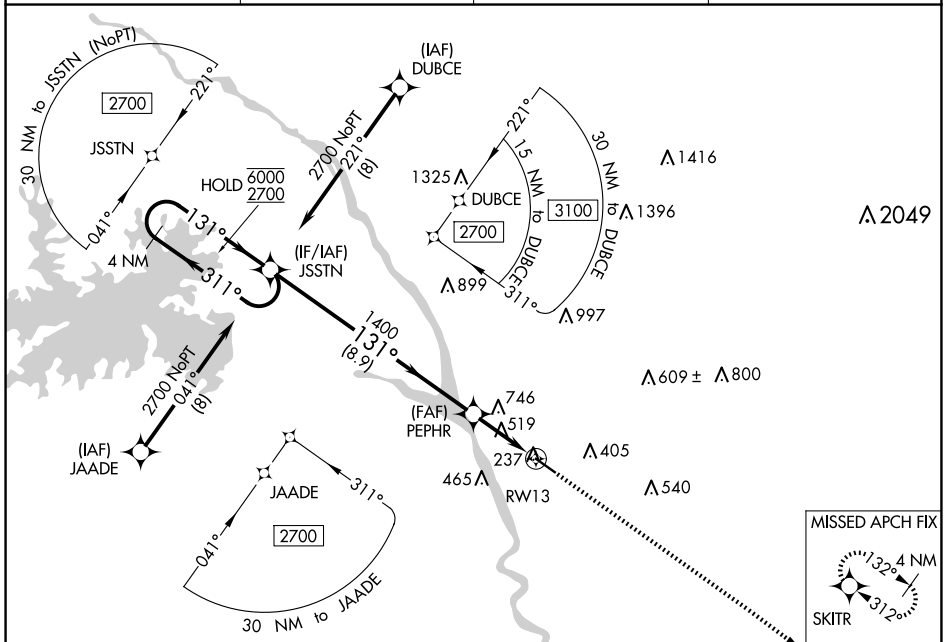 30 NM to JSSTN (NoPT)
2700
221°
JSSTN
041°
(IAF)
DUBCE
2700 NoPT
221°
(8)
HOLD 6000
2700
131°
4 NM
311°
(IF/IAF)
JSSTN
221°
15 NM to DUBCE
30 NM to DUBCE
1325
DUBCE
2700
3100
311°
1416
1396
2049
899
997
1400
131°
(8.9)
2700 NoPT
041°
(8)
(IAF)
JAADE
609 ±
800
(FAF)
PEPHR
746
519
237
405
465
RW13
540
JAADE
311°
041°
2700
30 NM to JAADE
MISSED APCH FIX
132°
4 NM
312°
SKITR